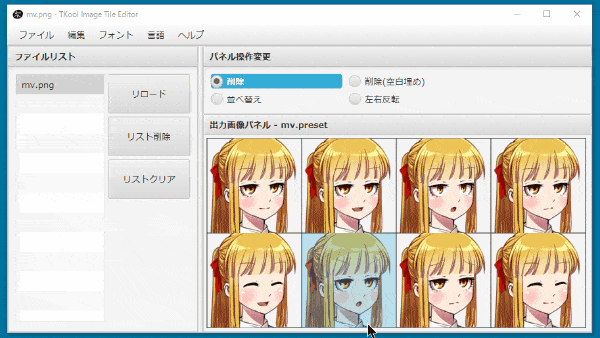 mv.png - TKool Image Tile Editor
ファイル 編集 フォント 言語 ヘルプ
ファイルリスト
mv.png
リロード
リスト削除
リストクリア
パネル操作変更
削除 削除(空白埋め)
並べ替え 左右反転
出力画像パネル - mv.preset